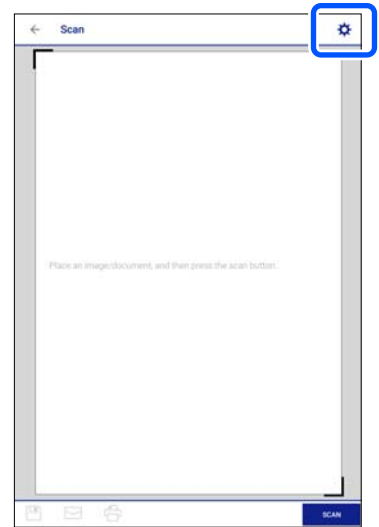 Scan
Place an image/document, and then press the scan button.
SCAN